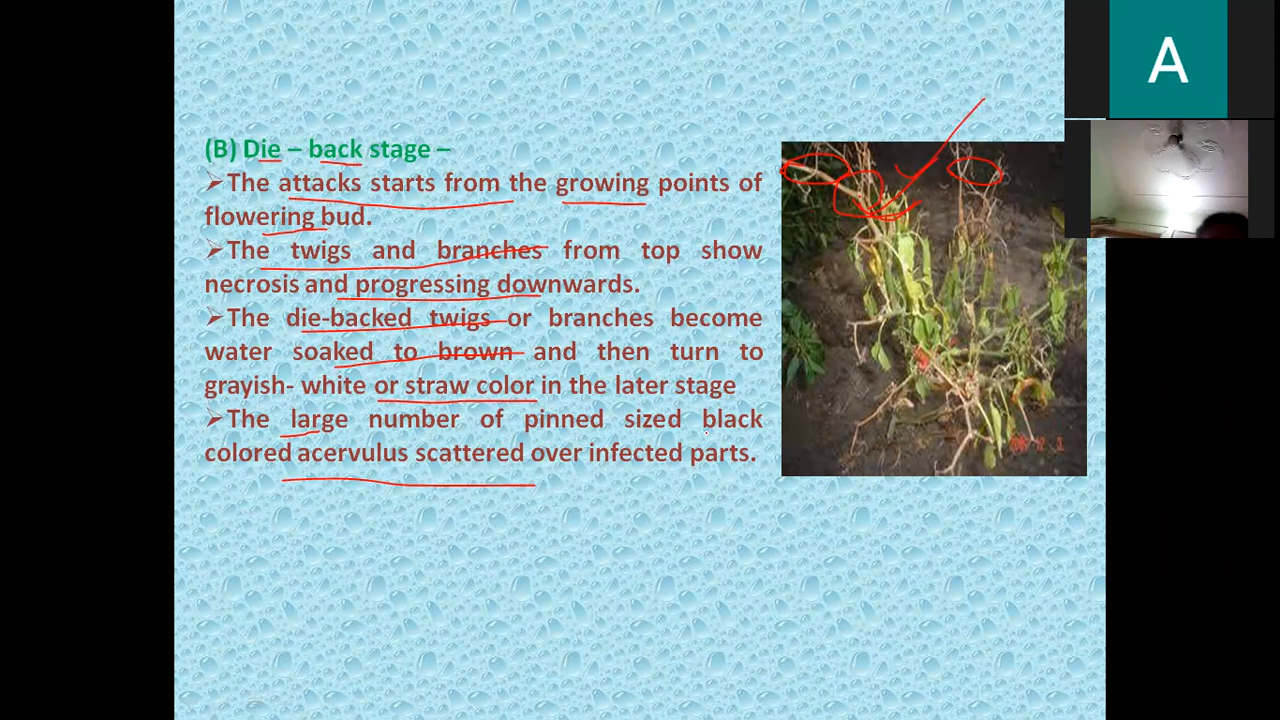 A
(B) Die – back stage –
➢The attacks starts from the growing points of
flowering bud.
➢The twigs and branches from top show
necrosis and progressing downwards.
➢The die-backed twigs or branches become
water soaked to brown and then turn to
grayish- white or straw color in the later stage
➢The large number of pinned sized black
colored acervulus scattered over infected parts.